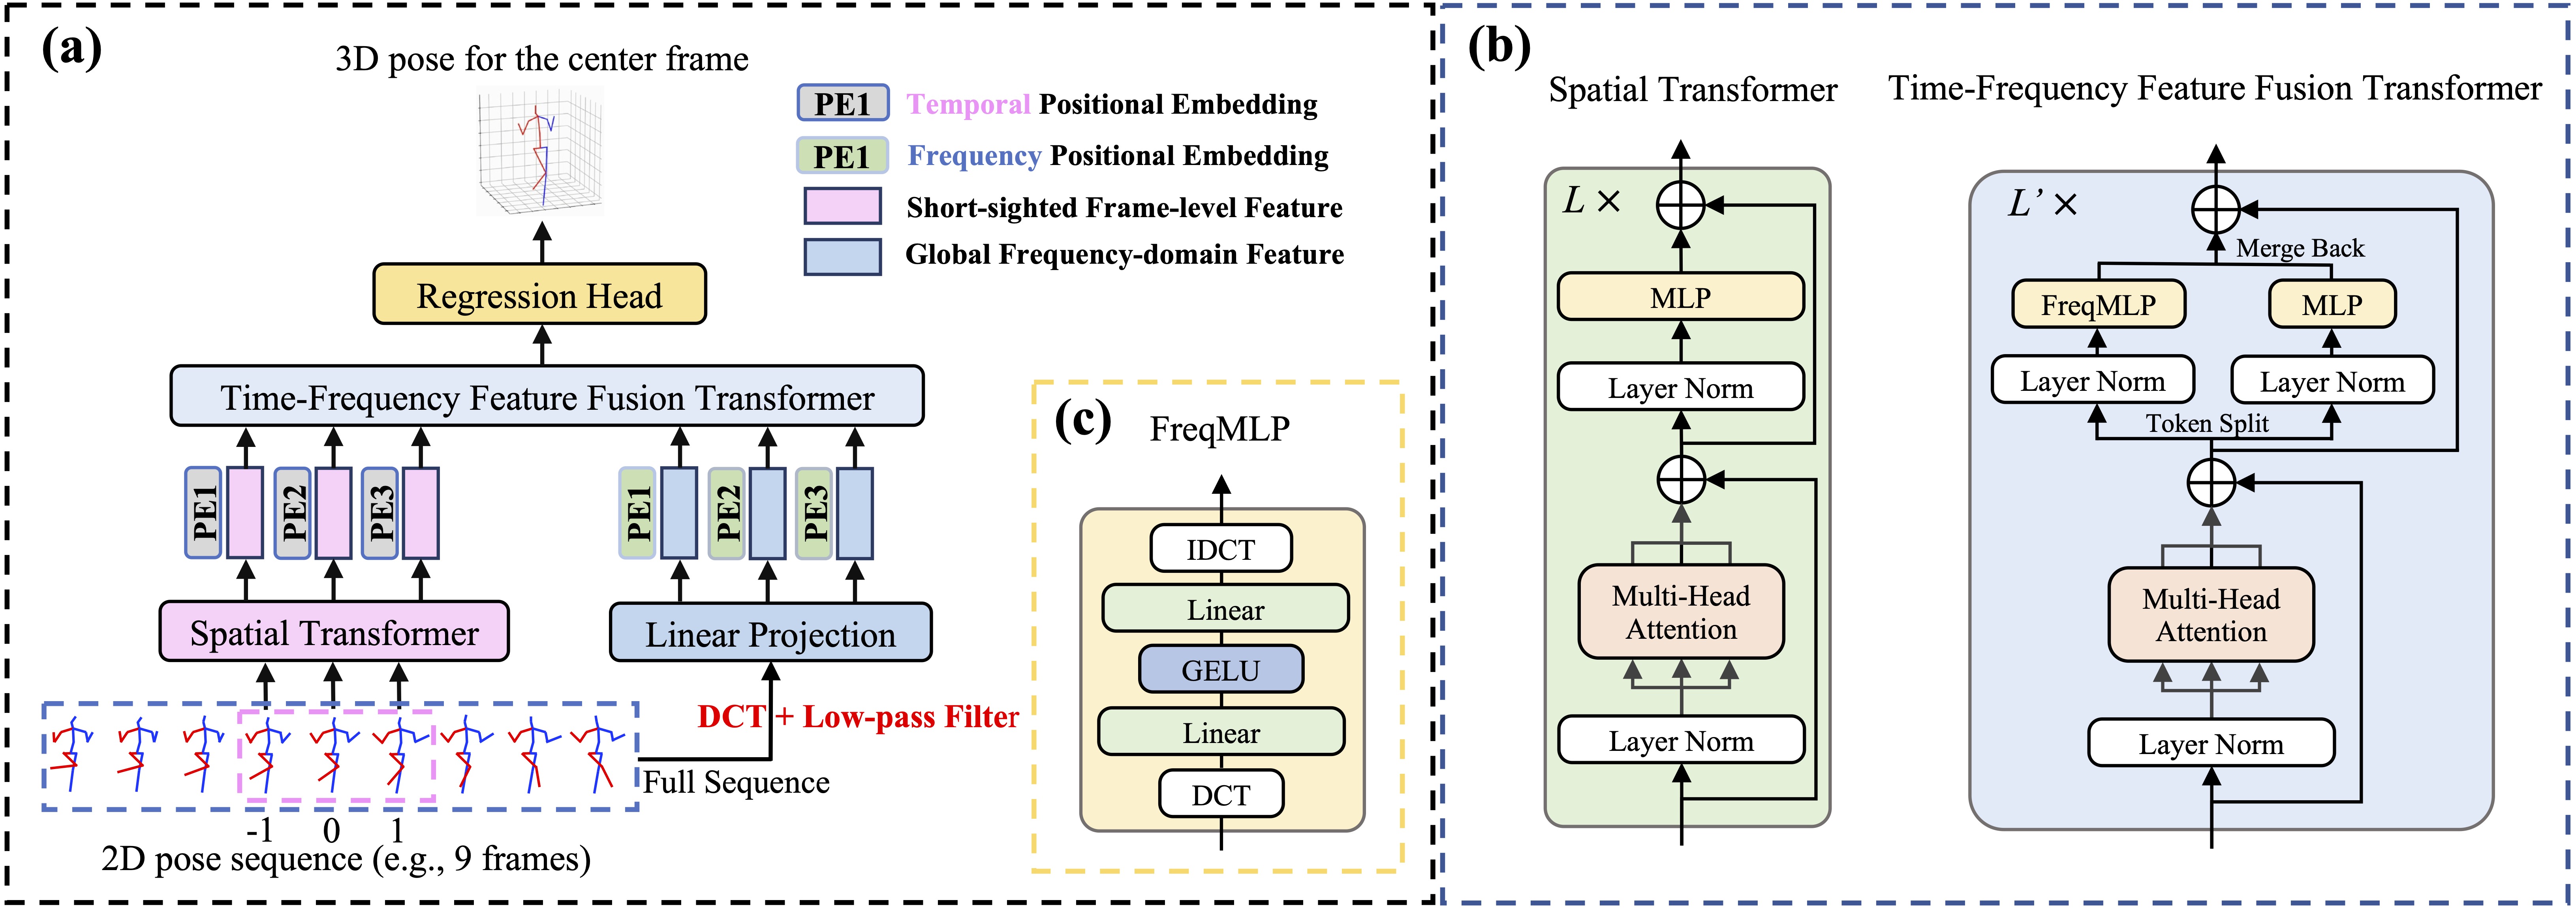 (a)
3D pose for the center frame
PE1 Temporal Positional Embedding
PE1 Frequency Positional Embedding
Short-sighted Frame-level Feature
Global Frequency-domain Feature
Regression Head
Time-Frequency Feature Fusion Transformer
PE1
PE2
PE3
PE1
PE2
PE3
Spatial Transformer
Linear Projection
DCT + Low-pass Filter
Full Sequence
-1 0 1
2D pose sequence (e.g., 9 frames)
(c)
FreqMLP
IDCT
Linear
GELU
Linear
DCT
(b)
Spatial Transformer
L ×
MLP
Layer Norm
Multi-Head
Attention
Layer Norm
Time-Frequency Feature Fusion Transformer
L’ ×
Merge Back
FreqMLP
MLP
Layer Norm
Layer Norm
Token Split
Multi-Head
Attention
Layer Norm